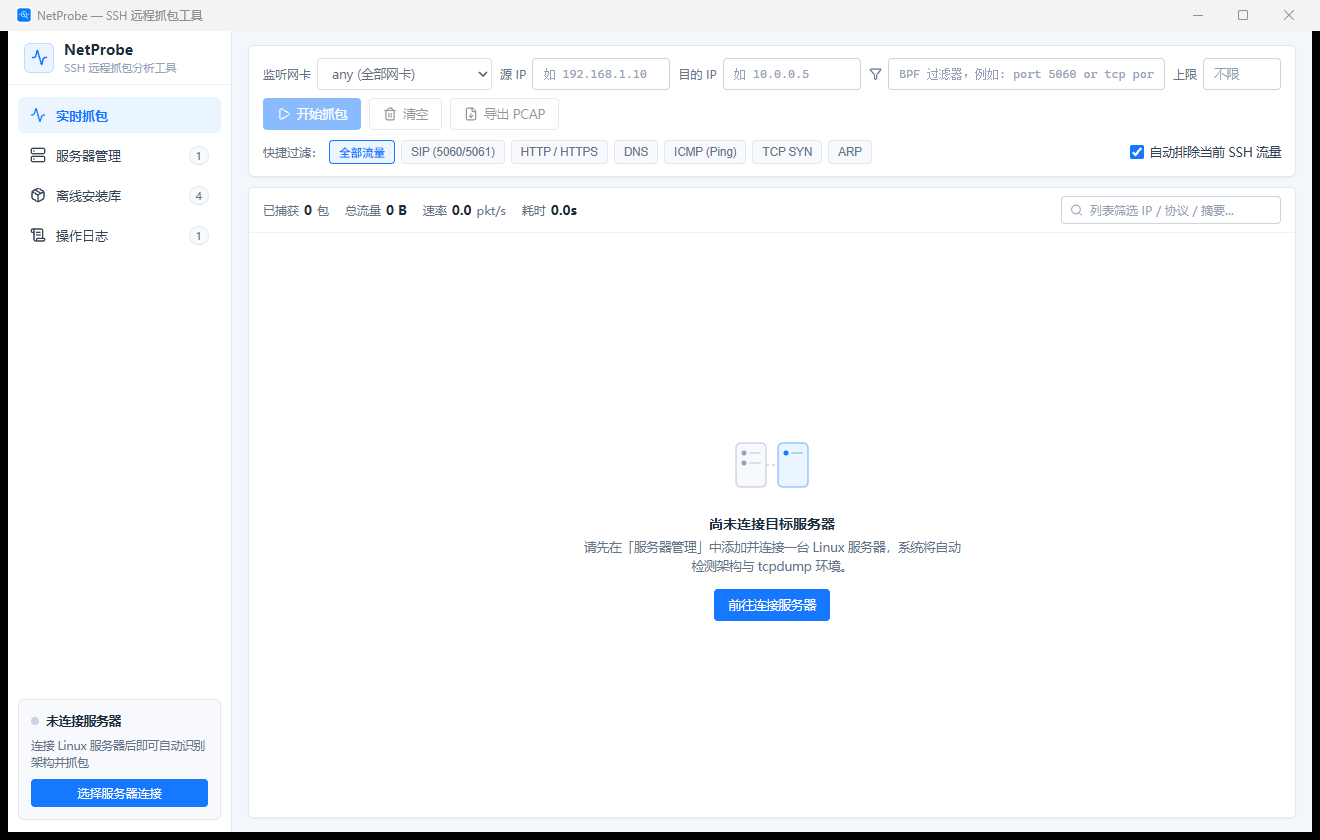 NetProbe — SSH 远程抓包工具
NetProbe
SSH 远程抓包分析工具
实时抓包
服务器管理 1
离线安装库 4
操作日志 1
监听网卡 any (全部网卡) 源 IP 如 192.168.1.10 目的 IP 如 10.0.0.5 BPF 过滤器，例如: port 5060 or tcp por 上限 不限
开始抓包 清空 导出 PCAP
快捷过滤: 全部流量 SIP (5060/5061) HTTP / HTTPS DNS ICMP (Ping) TCP SYN ARP 自动排除当前 SSH 流量
已捕获 0 包 总流量 0 B 速率 0.0 pkt/s 耗时 0.0s 列表筛选 IP / 协议 / 摘要...
尚未连接目标服务器
请先在「服务器管理」中添加并连接一台 Linux 服务器，系统将自动
检测架构与 tcpdump 环境。
前往连接服务器
未连接服务器
连接 Linux 服务器后即可自动识别
架构并抓包
选择服务器连接